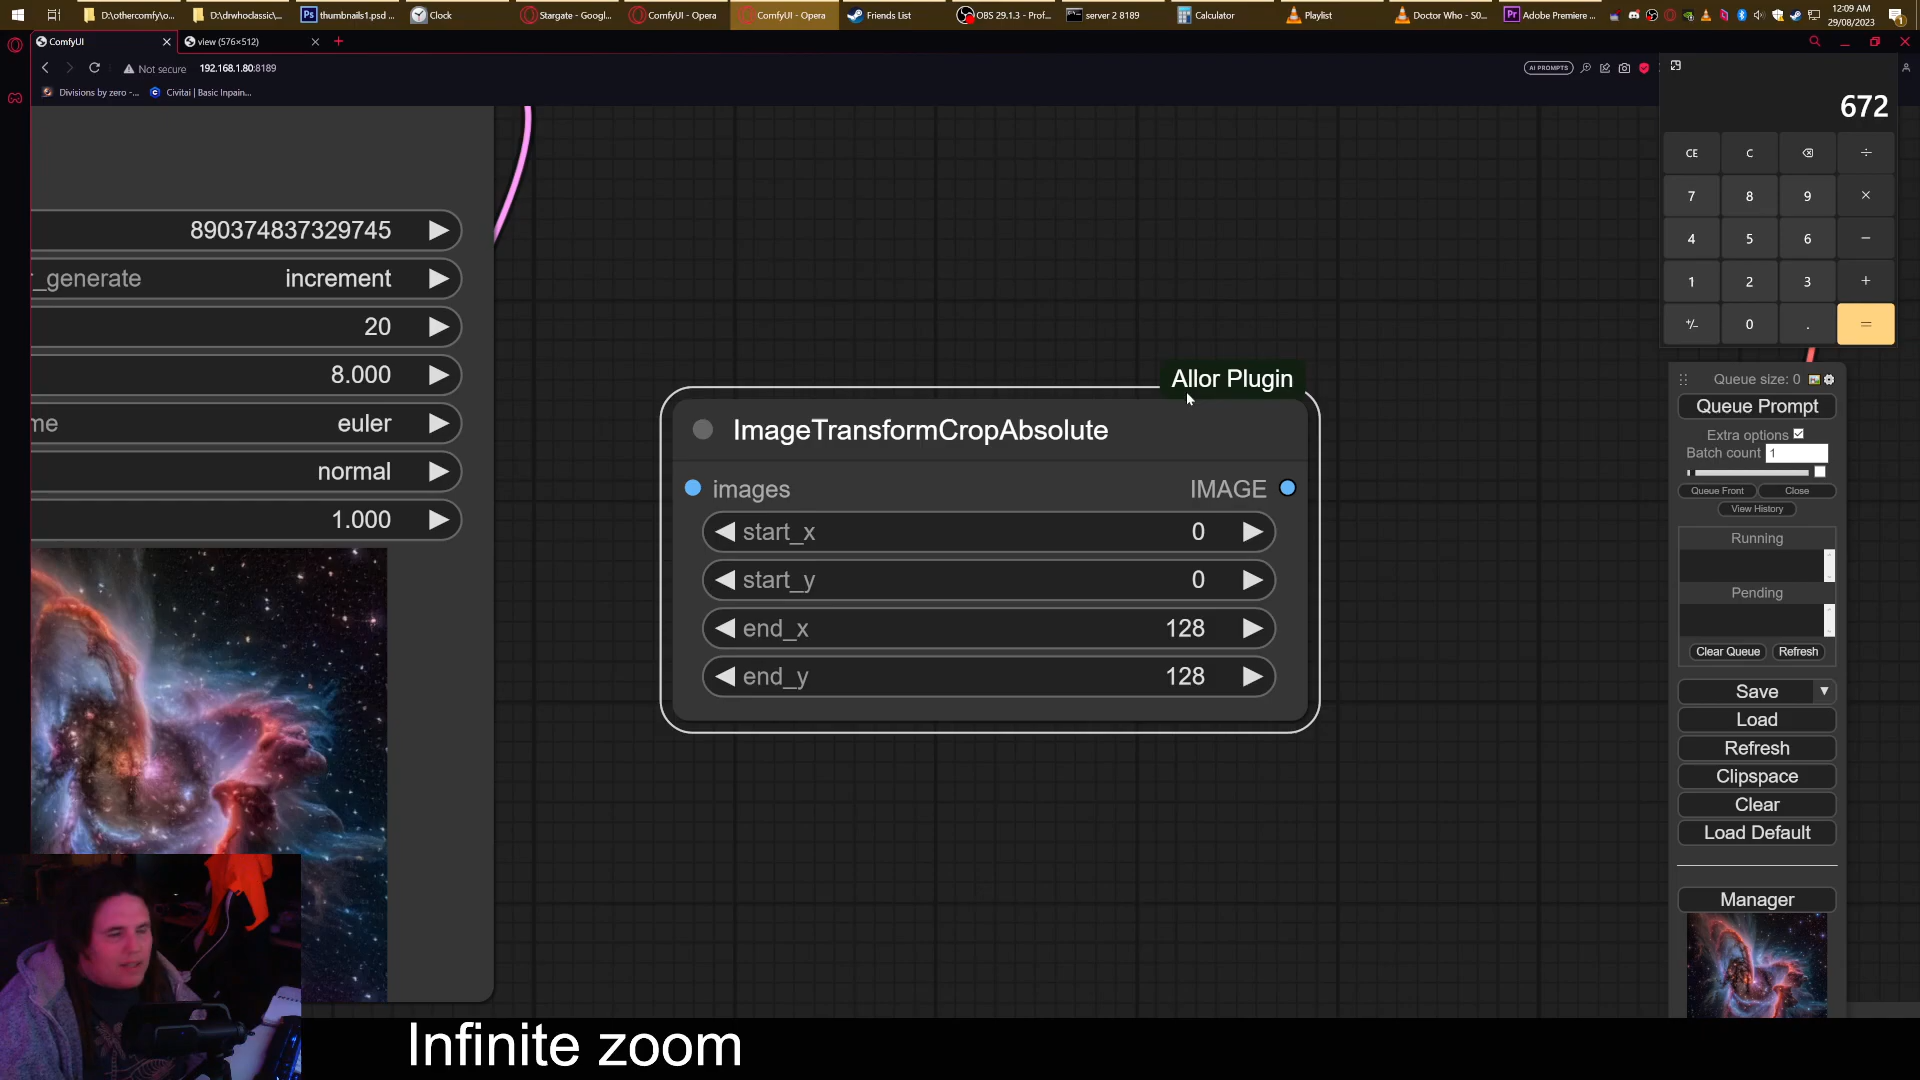 D:\othercomfy\o...
D:\drwhoclassic\...
thumbnails1.psd ...
Clock
Stargate - Googl...
ComfyUI - Opera
ComfyUI - Opera
Friends List
OBS 29.1.3 - Prof...
server 2 8189
Calculator
Playlist
Doctor Who - S0...
Adobe Premiere ...
12:09 AM
29/08/2023
ComfyUI
view (576×512)
Not secure
192.168.1.80:8189
AI PROMPTS
Divisions by zero -...
Civitai | Basic Inpain...
672
CE C ÷
7 8 9 ×
4 5 6 −
1 2 3 +
+/− 0 . =
890374837329745
r_generate increment
20
8.000
me euler
normal
1.000
Allor Plugin
ImageTransformCropAbsolute
images IMAGE
start_x 0
start_y 0
end_x 128
end_y 128
Queue size: 0
Queue Prompt
Extra options
Batch count 1
Queue Front Close
View History
Running
Pending
Clear Queue Refresh
Save
Load
Refresh
Clipspace
Clear
Load Default
Manager
Infinite zoom